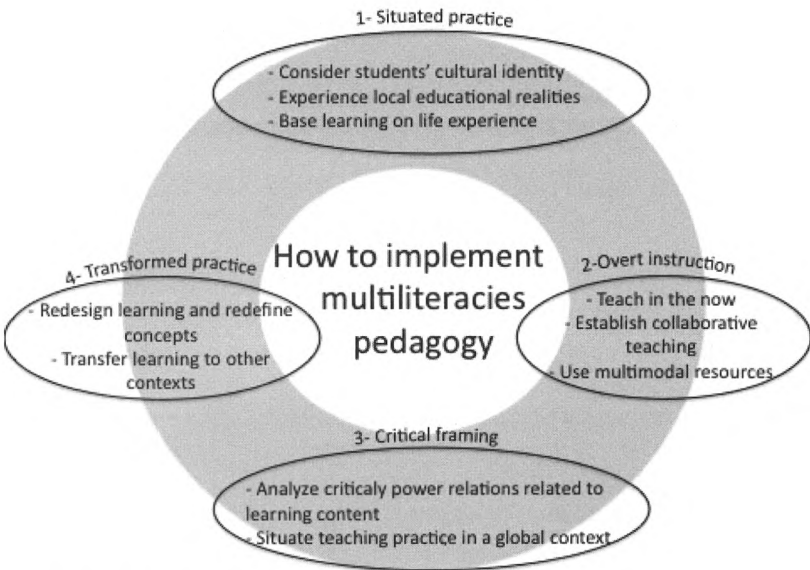 1- Situated practice
- Consider students' cultural identity
- Experience local educational realities
- Base learning on life experience
How to implement
multiliteracies
pedagogy
2-Overt instruction
- Teach in the now
- Establish collaborative
teaching
- Use multimodal resources
3- Critical framing
- Analyze criticaly power relations related to
learning content
- Situate teaching practice in a global context
4- Transformed practice
- Redesign learning and redefine
concepts
- Transfer learning to other
contexts